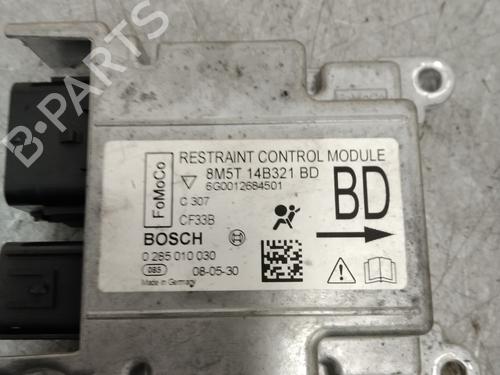 B-PARTS
FoMoCo
RESTRAINT CONTROL MODULE
8M5T 14B321 BD
6G0012684501
C 307
CF33B
BD
BOSCH
0 285 010 030
DBS 08-05-30
Made in Germany